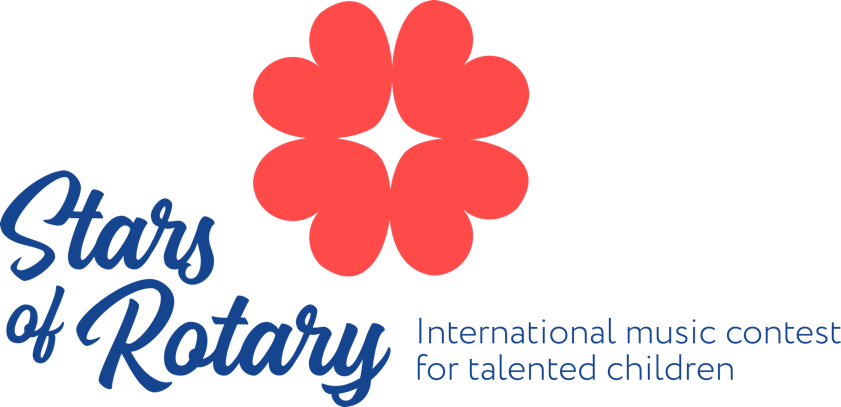 Stars
of Rotary
International music contest
for talented children